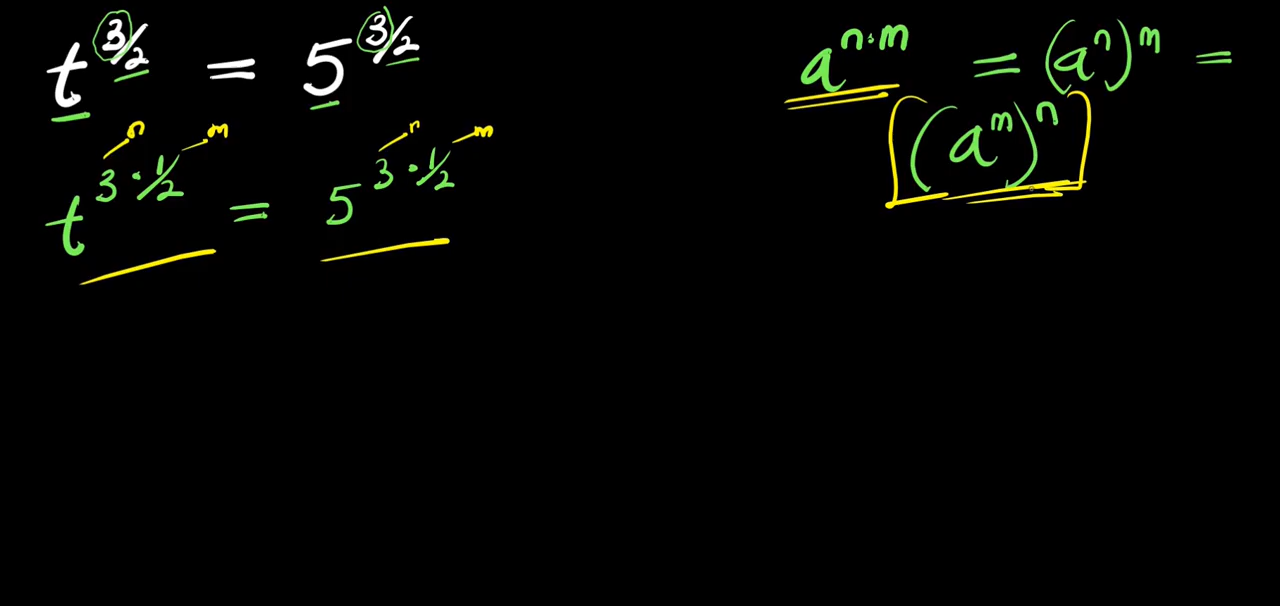 t^{3/2} = 5^{3/2}
n m n m
t^{3·1/2} = 5^{3·1/2}
a^{n·m} = (a^n)^m =
(a^m)^n